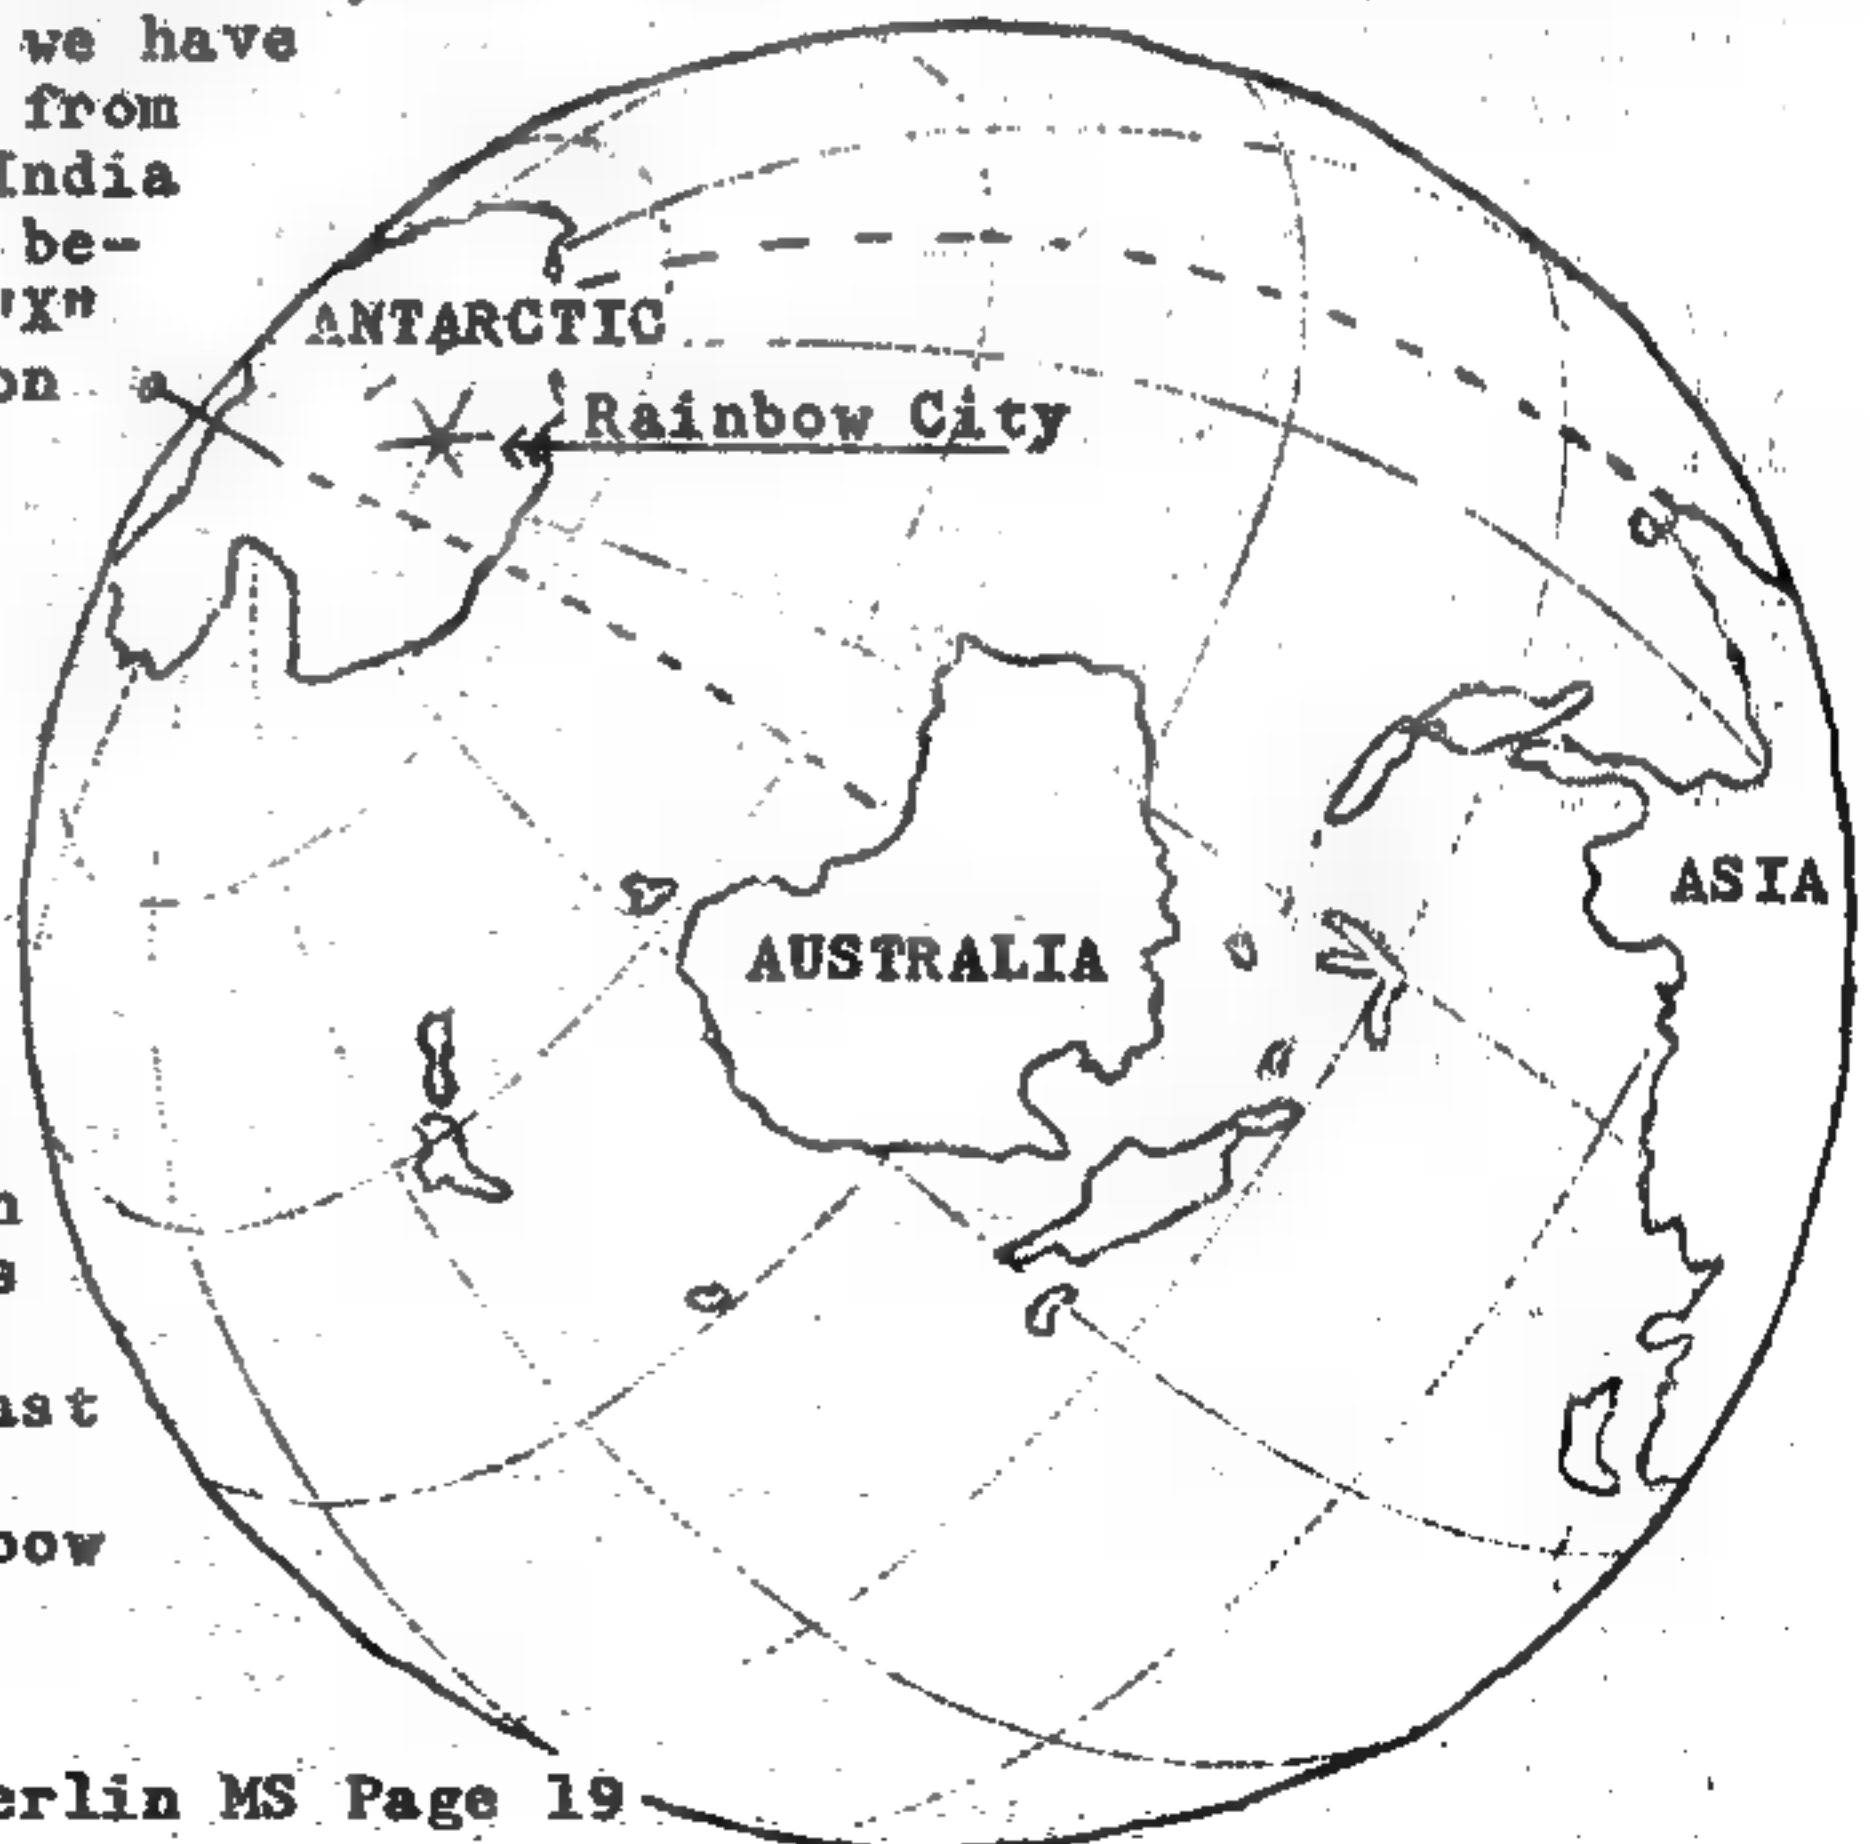 we have
from
India
be-
"X"
on
ANTARCTIC
Rainbow City
ASIA
AUSTRALIA
n
s
ast
bow
erlin MS Page 19